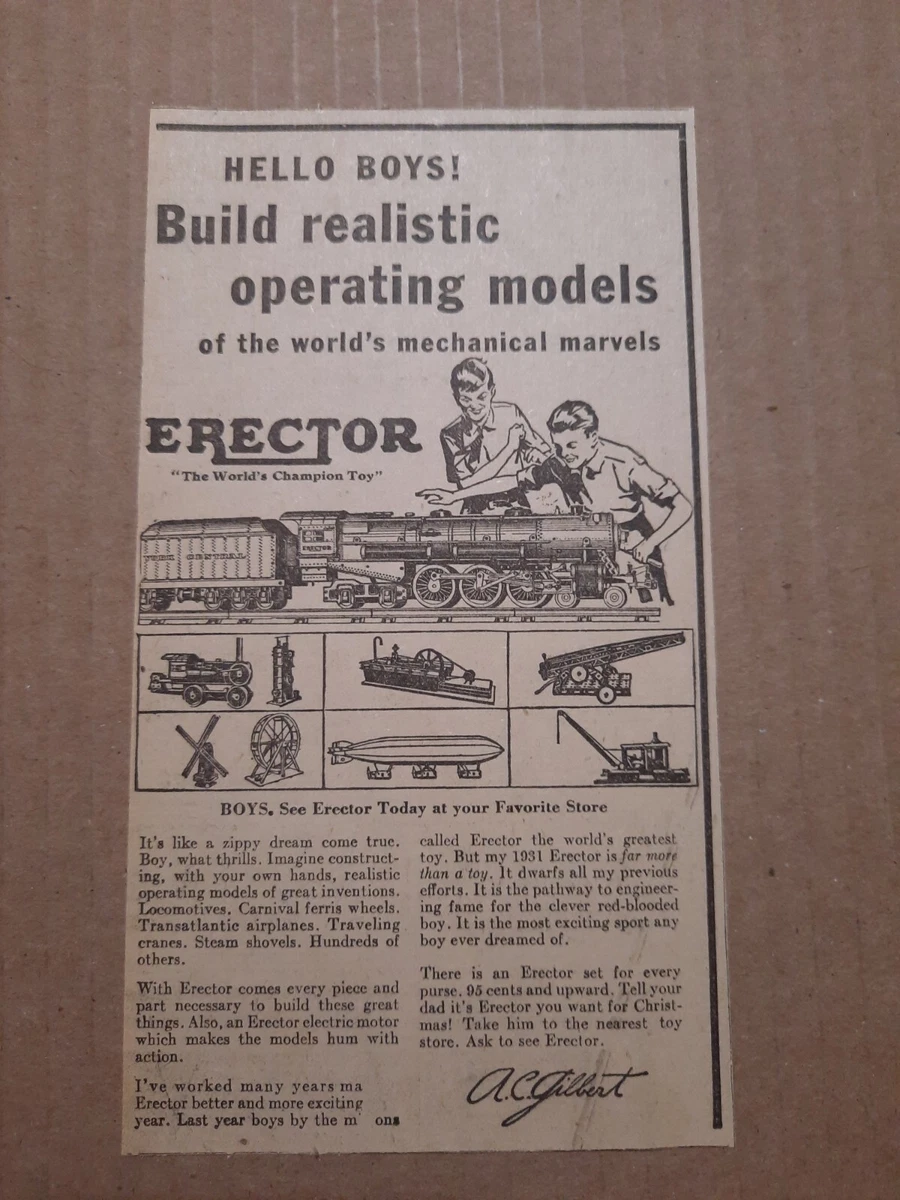 HELLO BOYS!
Build realistic
operating models
of the world's mechanical marvels
ERECTOR
"The World's Champion Toy"
YORK CENTRAL
ERECTOR
BOYS. See Erector Today at your Favorite Store
It's like a zippy dream come true.
Boy, what thrills. Imagine construct-
ing, with your own hands, realistic
operating models of great inventions.
Locomotives. Carnival ferris wheels.
Transatlantic airplanes. Traveling
cranes. Steam shovels. Hundreds of
others.
With Erector comes every piece and
part necessary to build these great
things. Also, an Erector electric motor
which makes the models hum with
action.
I've worked many years ma
Erector better and more exciting
year. Last year boys by the m ons
called Erector the world's greatest
toy. But my 1931 Erector is far more
than a toy. It dwarfs all my previous
efforts. It is the pathway to engineer-
ing fame for the clever red-blooded
boy. It is the most exciting sport any
boy ever dreamed of.
There is an Erector set for every
purse. 95 cents and upward. Tell your
dad it's Erector you want for Christ-
mas! Take him to the nearest toy
store. Ask to see Erector.
A.C. Gilbert